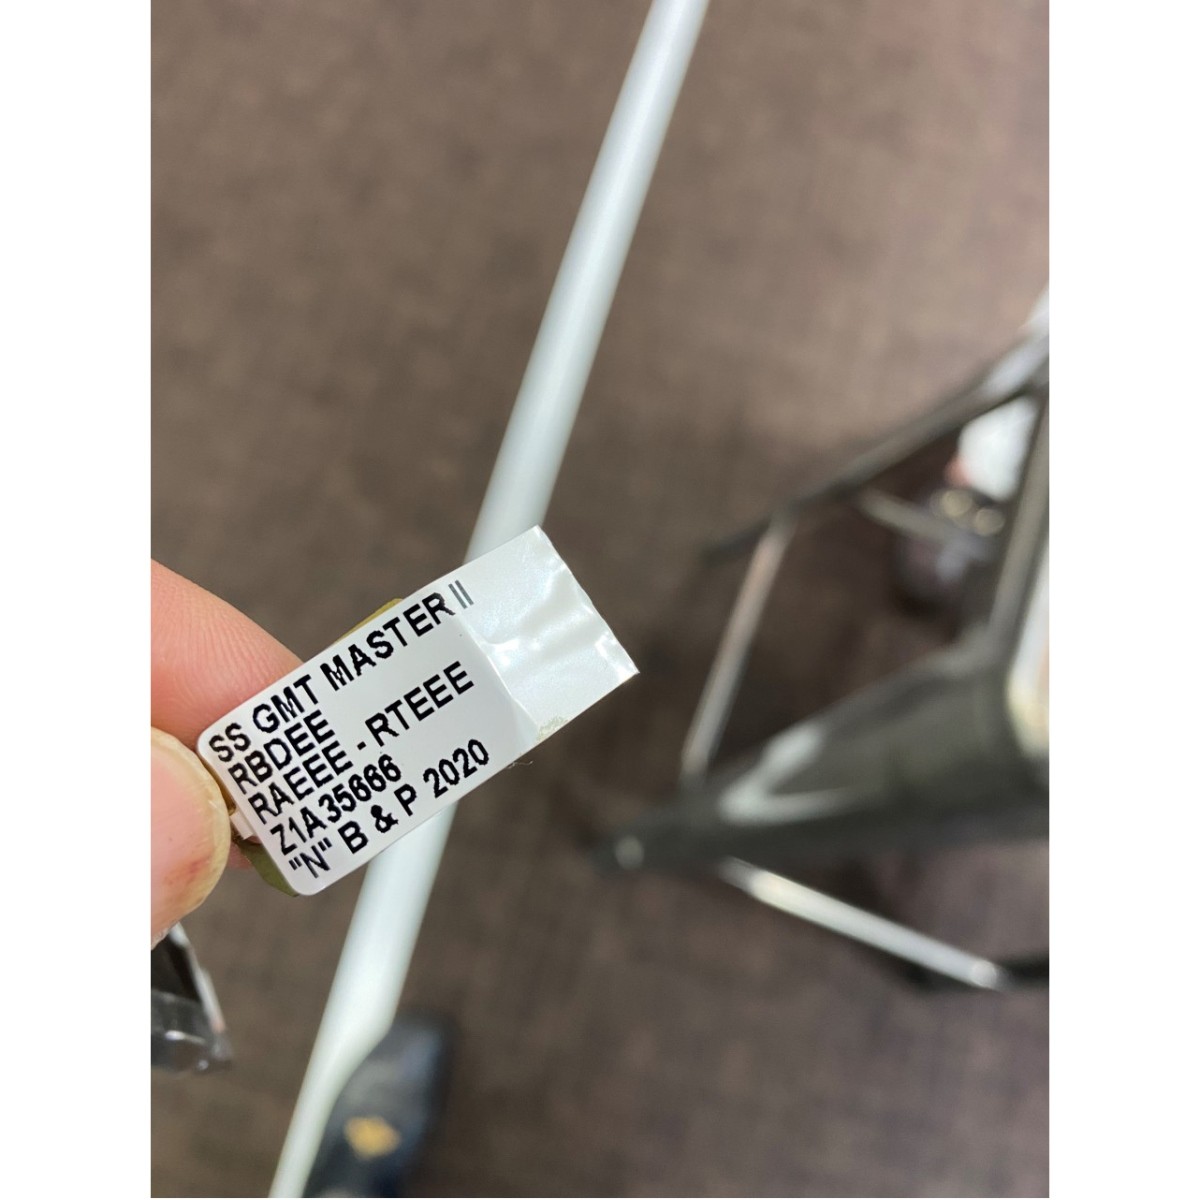 SS GMT MASTER II
RBDEE
RAEEE - RTEEE
Z1A35666
"N" B & P 2020